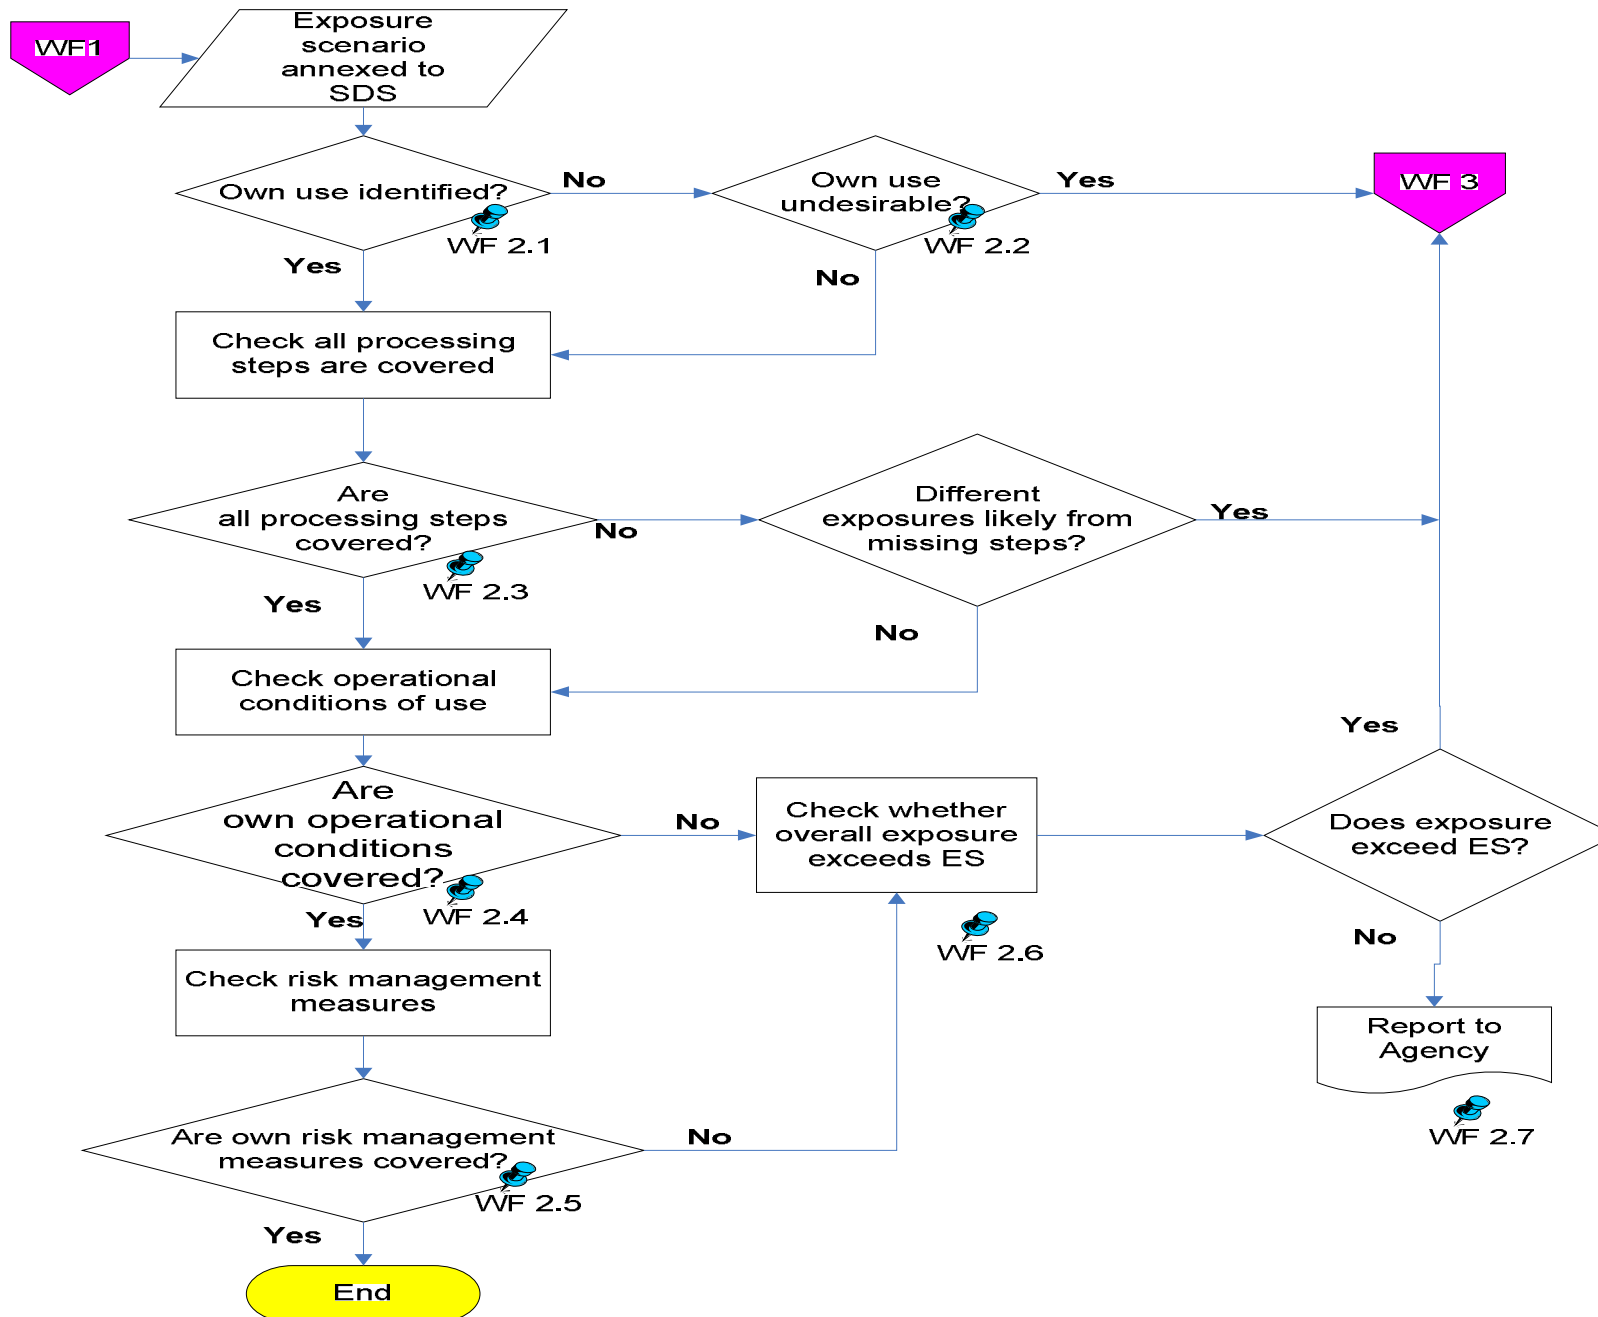 WF1
Exposure
scenario
annexed to
SDS
Own use identified?
No
Own use
undesirable?
Yes
WF 3
WF 2.1
WF 2.2
Yes
No
Check all processing
steps are covered
Are
all processing steps
covered?
No
Different
exposures likely from
missing steps?
Yes
WF 2.3
Yes
No
Check operational
conditions of use
Are
own operational
conditions
covered?
No
Check whether
overall exposure
exceeds ES
Yes
Does exposure
exceed ES?
WF 2.4
Yes
WF 2.6
No
Check risk management
measures
Report to
Agency
WF 2.7
Are own risk management
measures covered?
No
WF 2.5
Yes
End